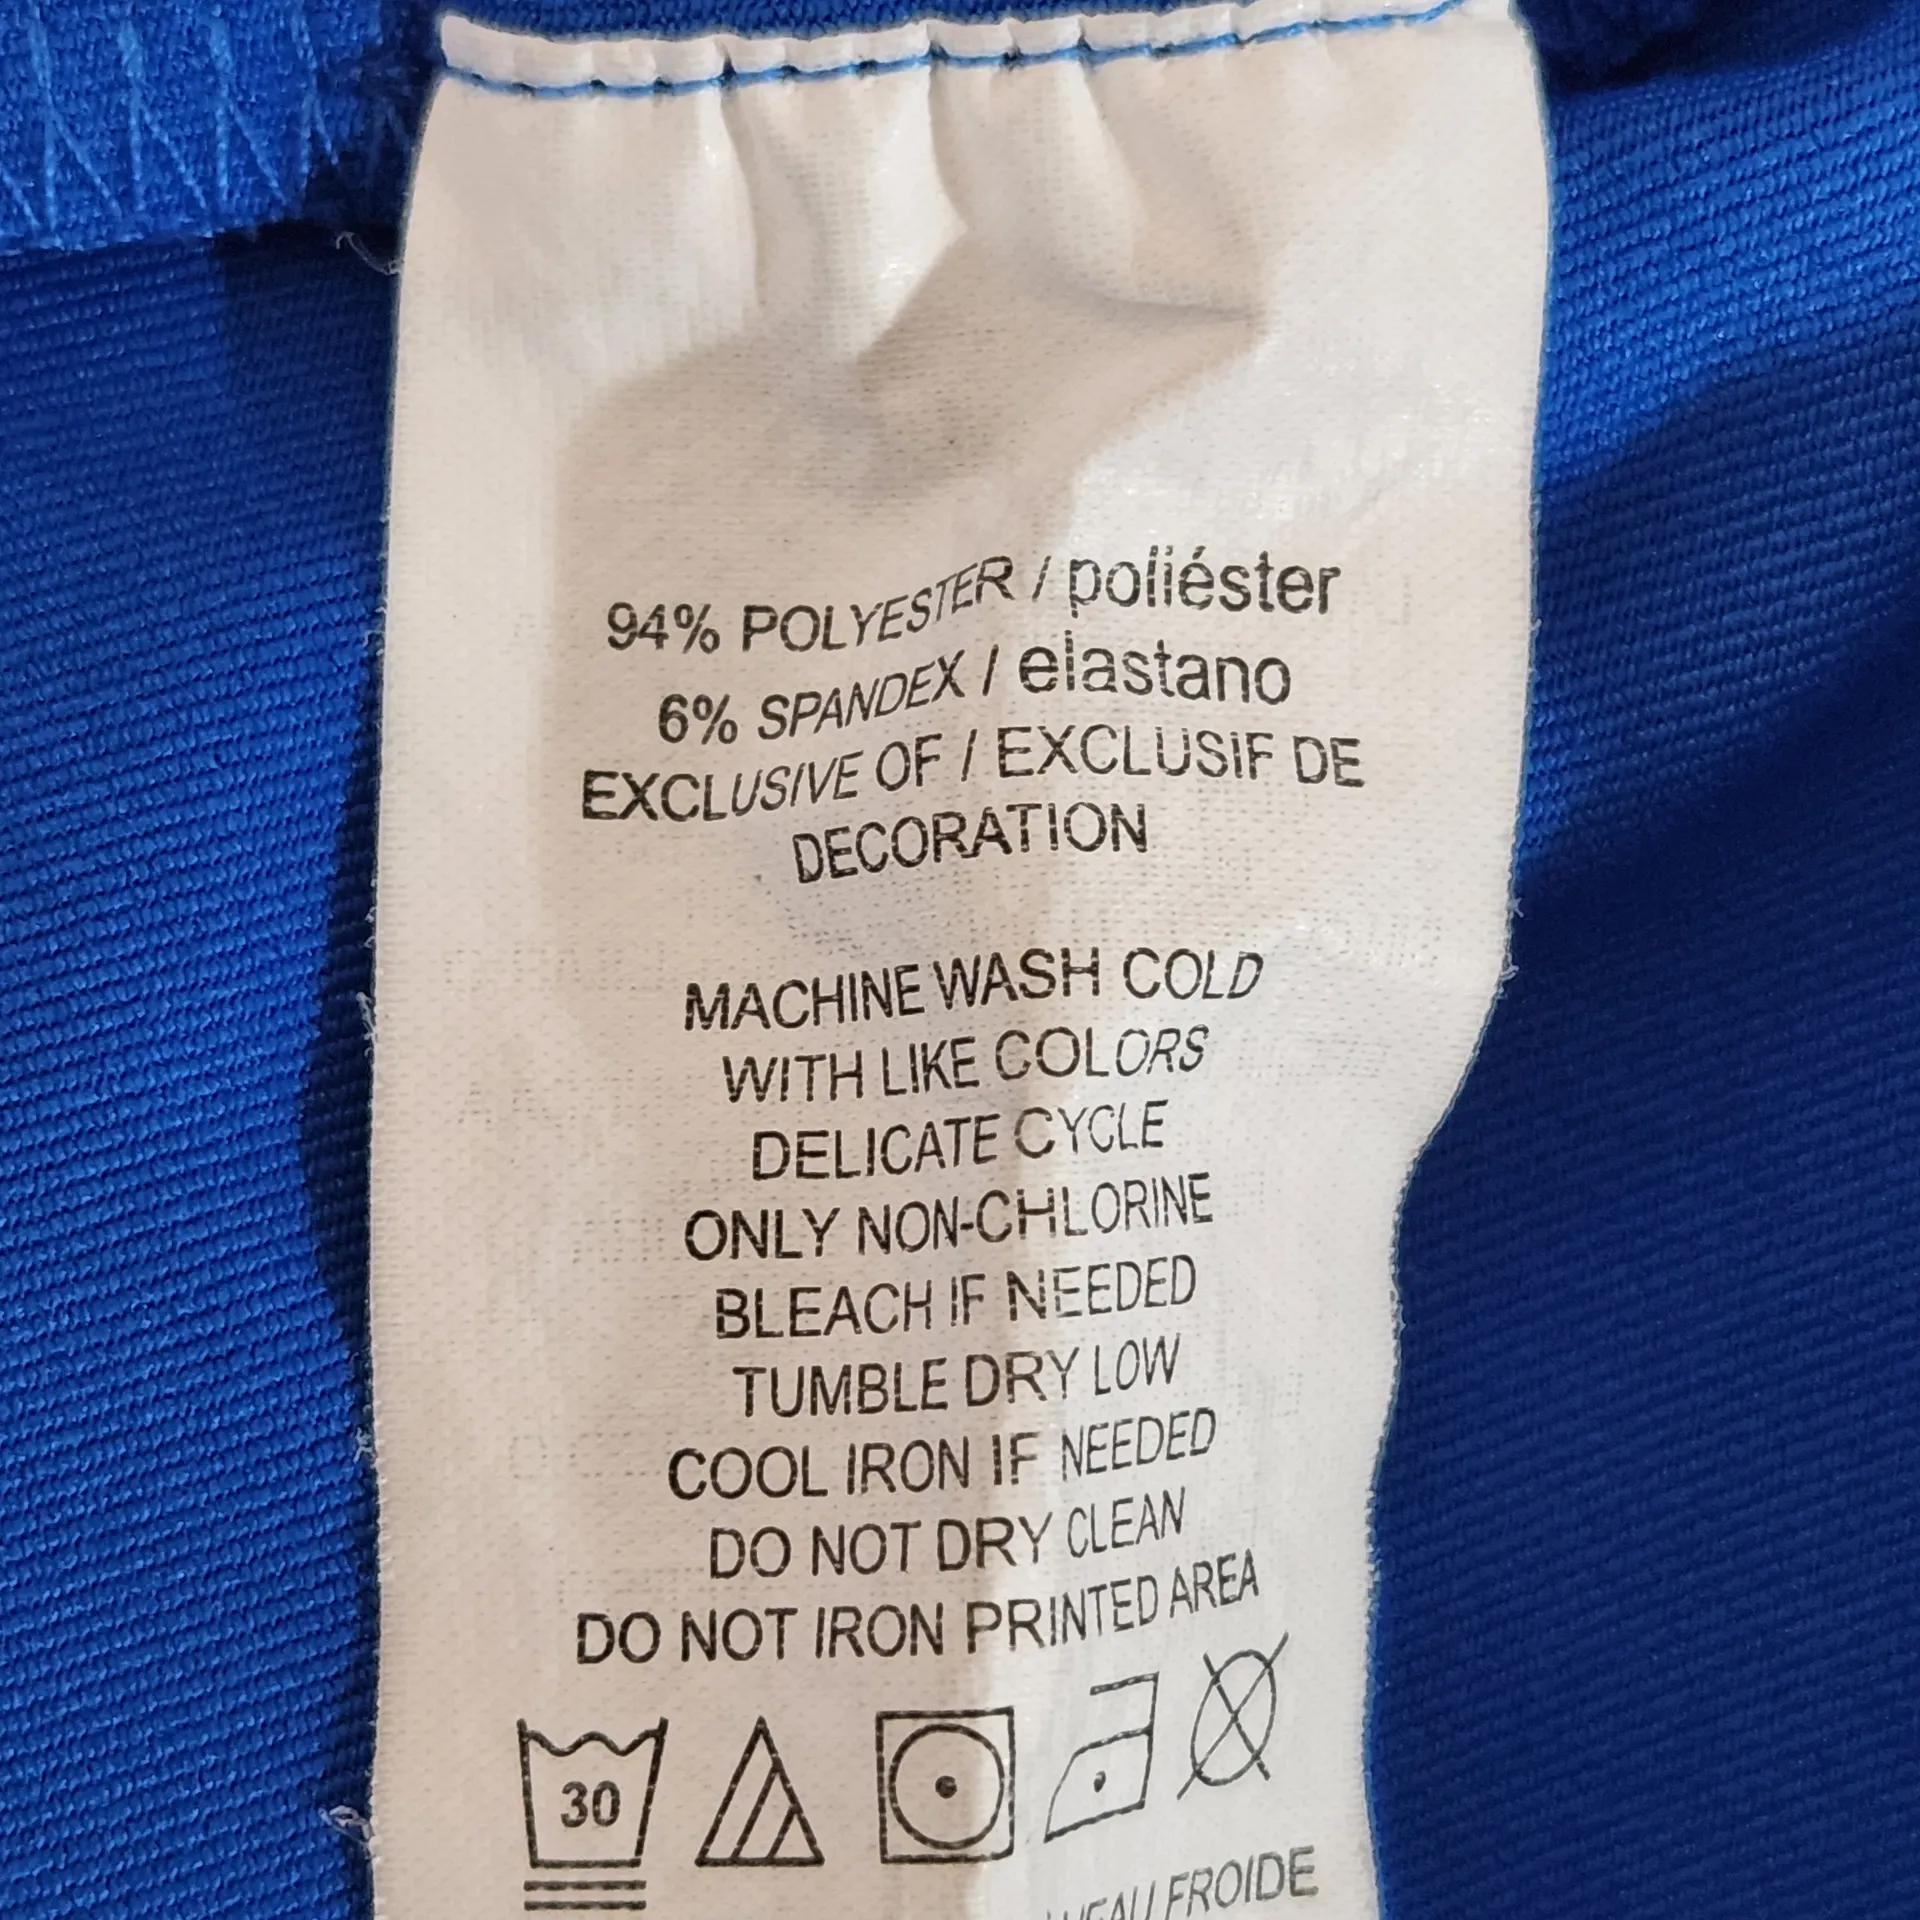 94% POLYESTER / poliéster
6% SPANDEX / elastano
EXCLUSIVE OF / EXCLUSIF DE
DECORATION
MACHINE WASH COLD
WITH LIKE COLORS
DELICATE CYCLE
ONLY NON-CHLORINE
BLEACH IF NEEDED
TUMBLE DRY LOW
COOL IRON IF NEEDED
DO NOT DRY CLEAN
DO NOT IRON PRINTED AREA
30
FROIDE